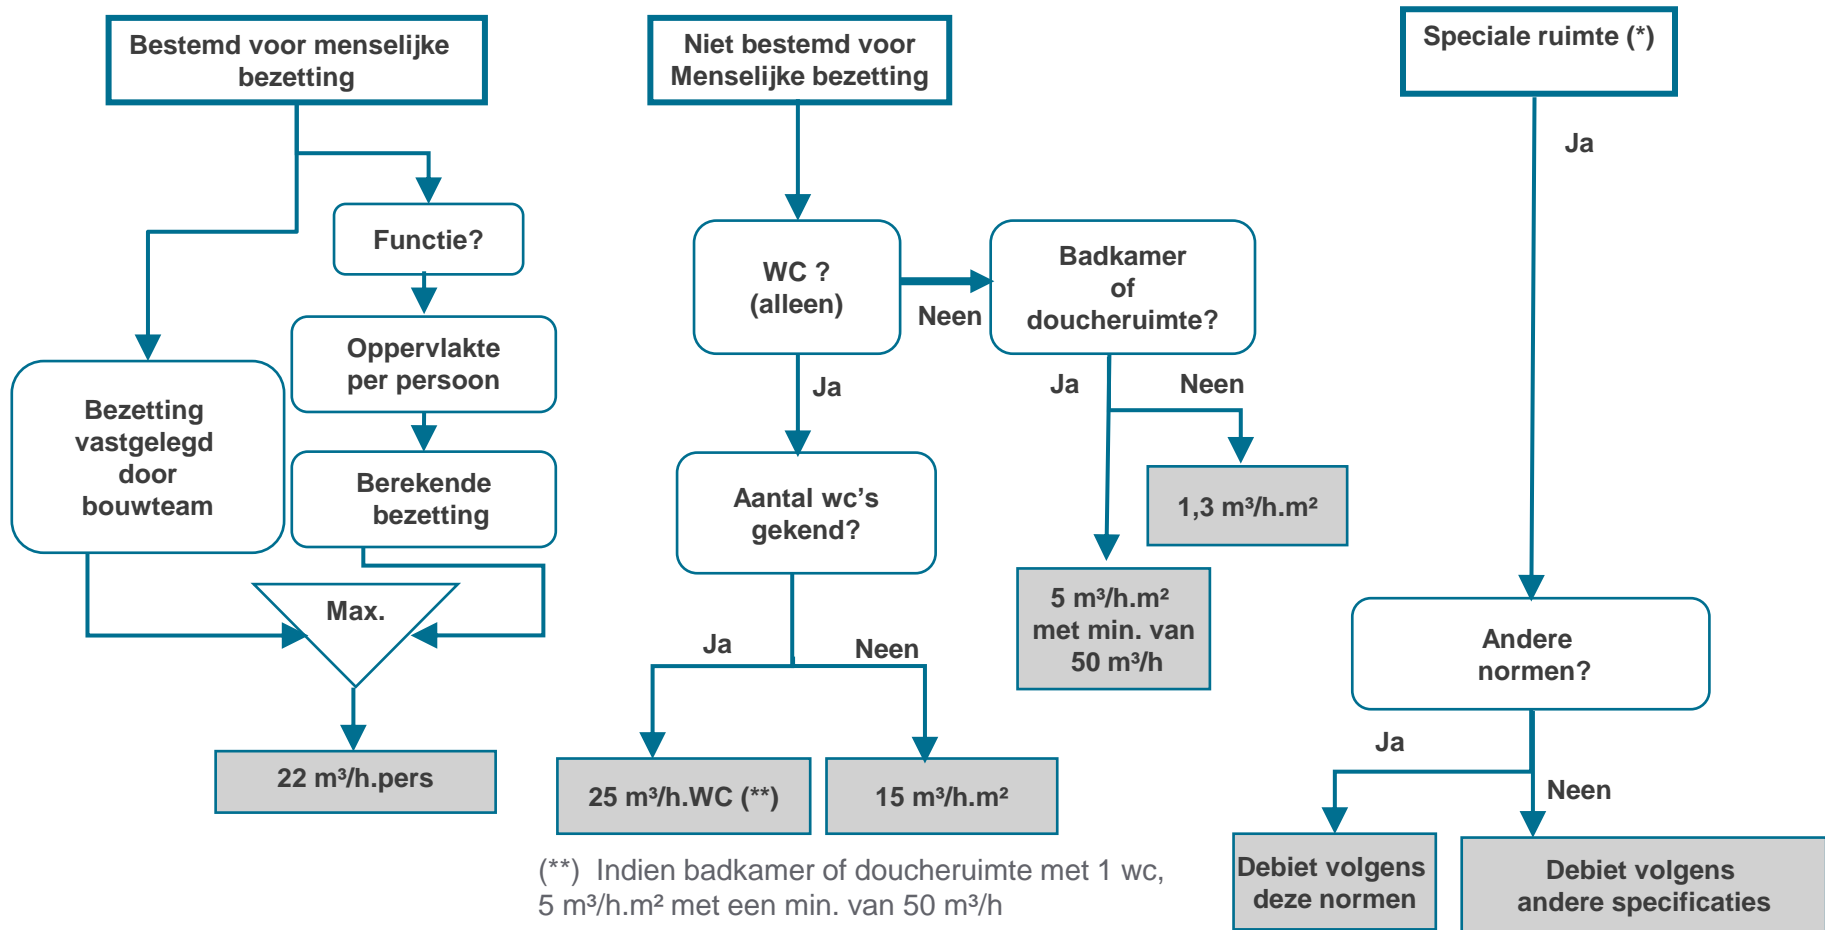 Bestemd voor menselijke
bezetting
Functie?
Oppervlakte
per persoon
Berekende
bezetting
Bezetting
vastgelegd
door
bouwteam
Max.
22 m³/h.pers
Niet bestemd voor
Menselijke bezetting
WC ?
(alleen)
Neen
Badkamer
of
doucheruimte?
Ja
Ja
Neen
Aantal wc's
gekend?
1,3 m³/h.m²
5 m³/h.m²
met min. van
50 m³/h
Ja
Neen
25 m³/h.WC (**)
15 m³/h.m²
(**) Indien badkamer of doucheruimte met 1 wc,
5 m³/h.m² met een min. van 50 m³/h
Speciale ruimte (*)
Ja
Andere
normen?
Ja
Neen
Debiet volgens
deze normen
Debiet volgens
andere specificaties